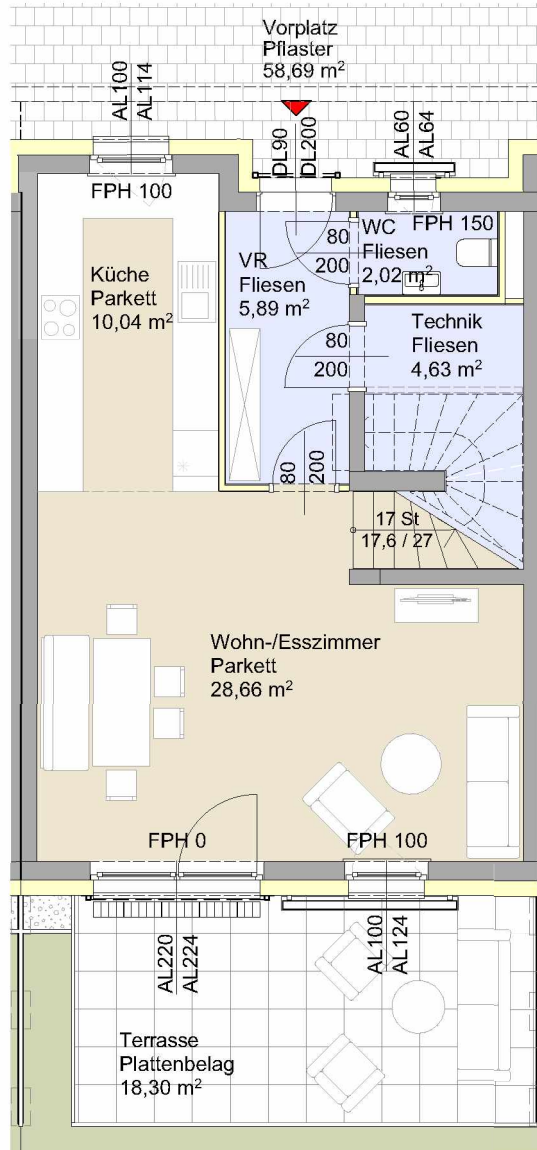 Vorplatz
Pflaster
58,69 m²
AL100
AL114
DL90
DL200
AL60
AL64
FPH 100
FPH 150
WC
Fliesen
2,02 m²
80
200
VR
Fliesen
5,89 m²
Küche
Parkett
10,04 m²
Technik
Fliesen
4,63 m²
80
200
80
200
17 St
17,6 / 27
Wohn-/Esszimmer
Parkett
28,66 m²
FPH 0
FPH 100
AL220
AL224
AL100
AL124
Terrasse
Plattenbelag
18,30 m²